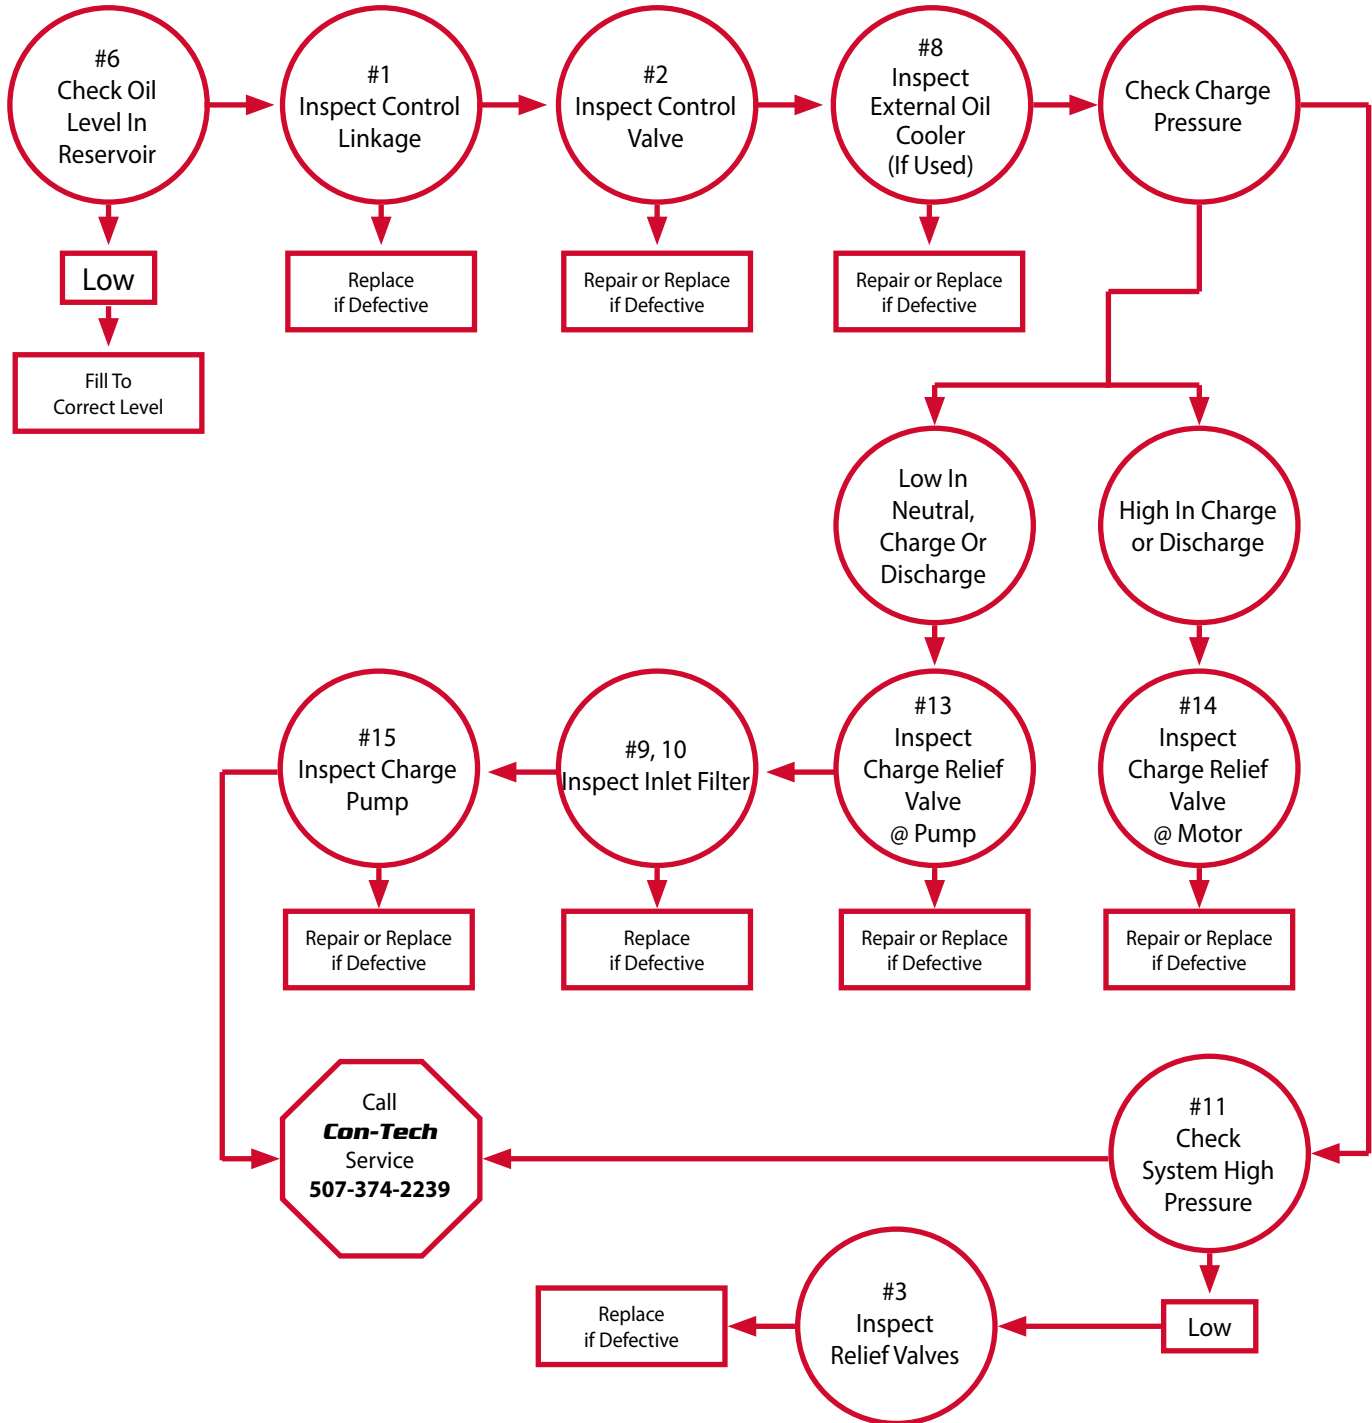 #6
Check Oil
Level In
Reservoir
#1
Inspect Control
Linkage
#2
Inspect Control
Valve
#8
Inspect
External Oil
Cooler
(If Used)
Check Charge
Pressure
Low
Fill To
Correct Level
Replace
if Defective
Repair or Replace
if Defective
Repair or Replace
if Defective
Low In
Neutral,
Charge Or
Discharge
High In Charge
or Discharge
#15
Inspect Charge
Pump
#9, 10
Inspect Inlet Filter
#13
Inspect
Charge Relief
Valve
@ Pump
#14
Inspect
Charge Relief
Valve
@ Motor
Repair or Replace
if Defective
Replace
if Defective
Repair or Replace
if Defective
Repair or Replace
if Defective
Call
Con-Tech
Service
507-374-2239
#11
Check
System High
Pressure
Replace
if Defective
#3
Inspect
Relief Valves
Low